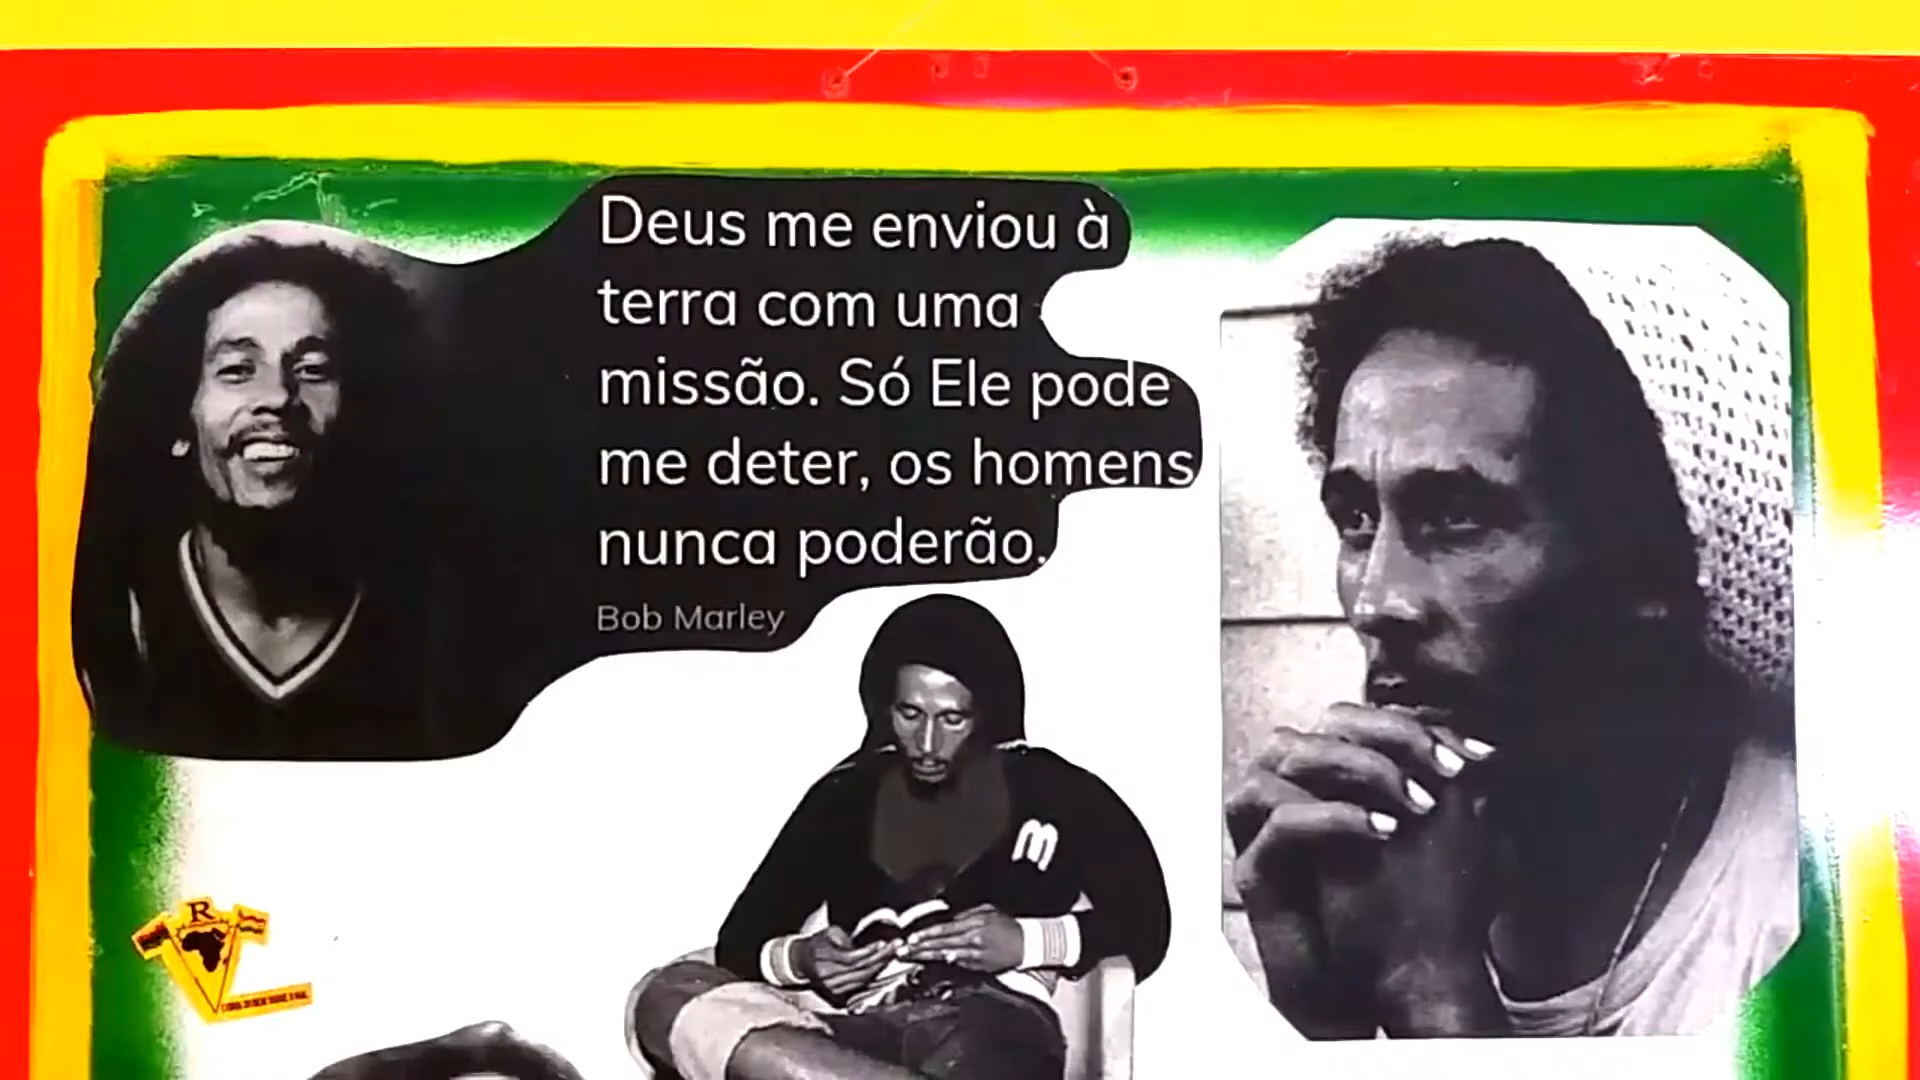 Deus me enviou à
terra com uma
missão. Só Ele pode
me deter, os homens
nunca poderão.
Bob Marley
m
R